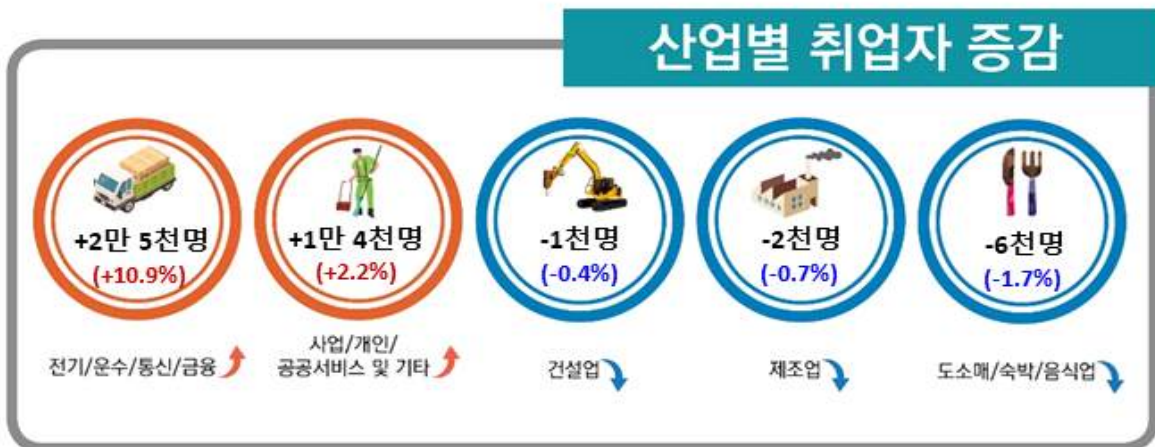 산업별 취업자 증감
+2만 5천명
(+10.9%)
전기/운수/통신/금융
+1만 4천명
(+2.2%)
사업/개인/
공공서비스 및 기타
-1천명
(-0.4%)
건설업
-2천명
(-0.7%)
제조업
-6천명
(-1.7%)
도소매/숙박/음식업